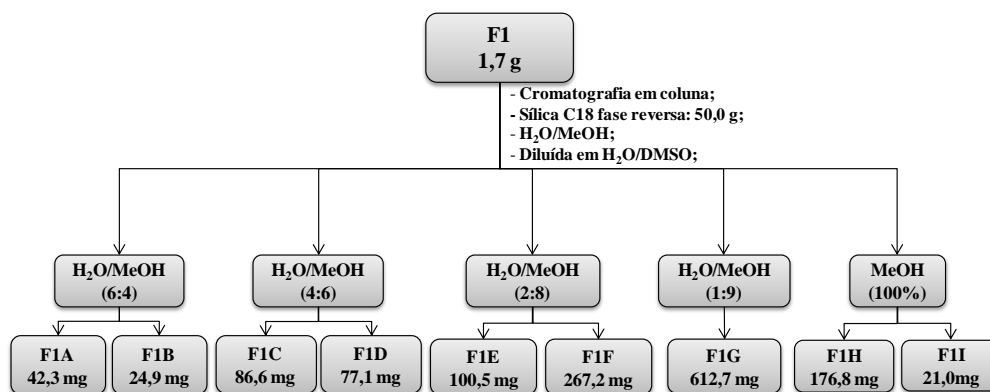 F1
1,7 g
- Cromatografia em coluna;
- Sílica C18 fase reversa: 50,0 g;
- H₂O/MeOH;
- Diluída em H₂O/DMSO;
H₂O/MeOH
(6:4)
H₂O/MeOH
(4:6)
H₂O/MeOH
(2:8)
H₂O/MeOH
(1:9)
MeOH
(100%)
F1A
42,3 mg
F1B
24,9 mg
F1C
86,6 mg
F1D
77,1 mg
F1E
100,5 mg
F1F
267,2 mg
F1G
612,7 mg
F1H
176,8 mg
F1I
21,0mg